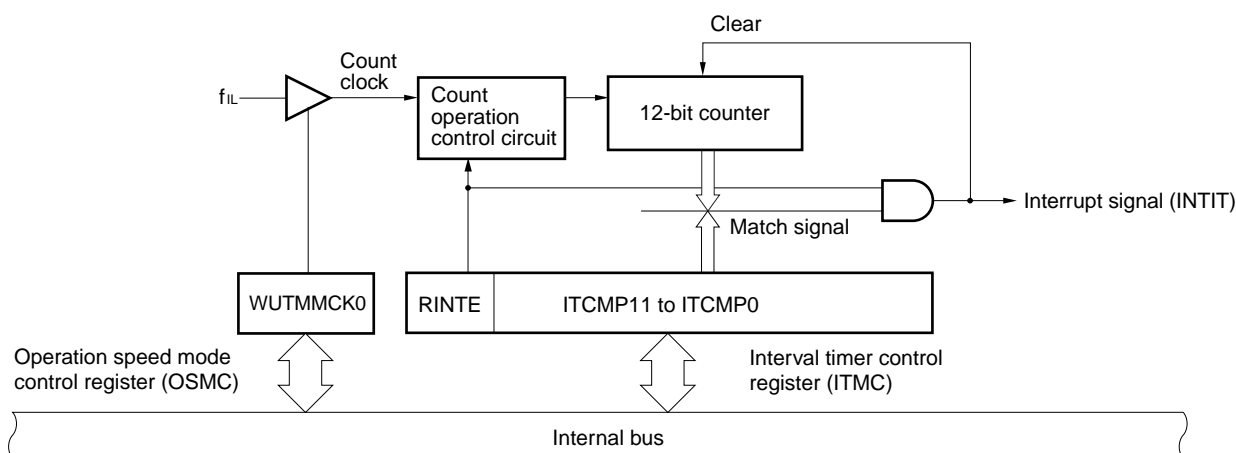 Clear
Count
clock
fIL
Count
operation
control circuit
12-bit counter
Interrupt signal (INTIT)
Match signal
WUTMMCK0
RINTE
ITCMP11 to ITCMP0
Operation speed mode
control register (OSMC)
Interval timer control
register (ITMC)
Internal bus